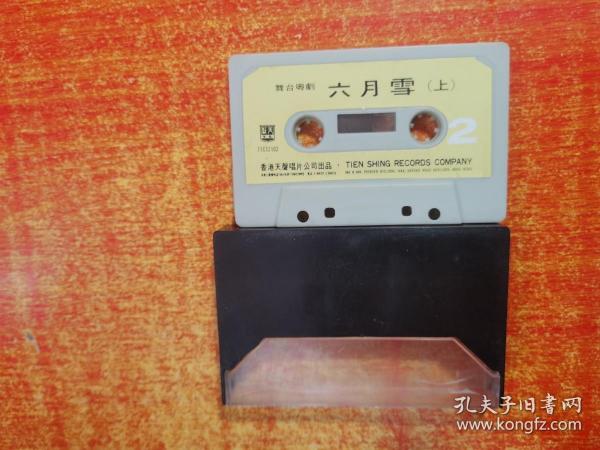 舞台粵劇 六月雪 (上)
2
香港天聲唱片公司出品 · TIEN SHING RECORDS COMPANY
孔夫子旧書网
www.kongfz.com